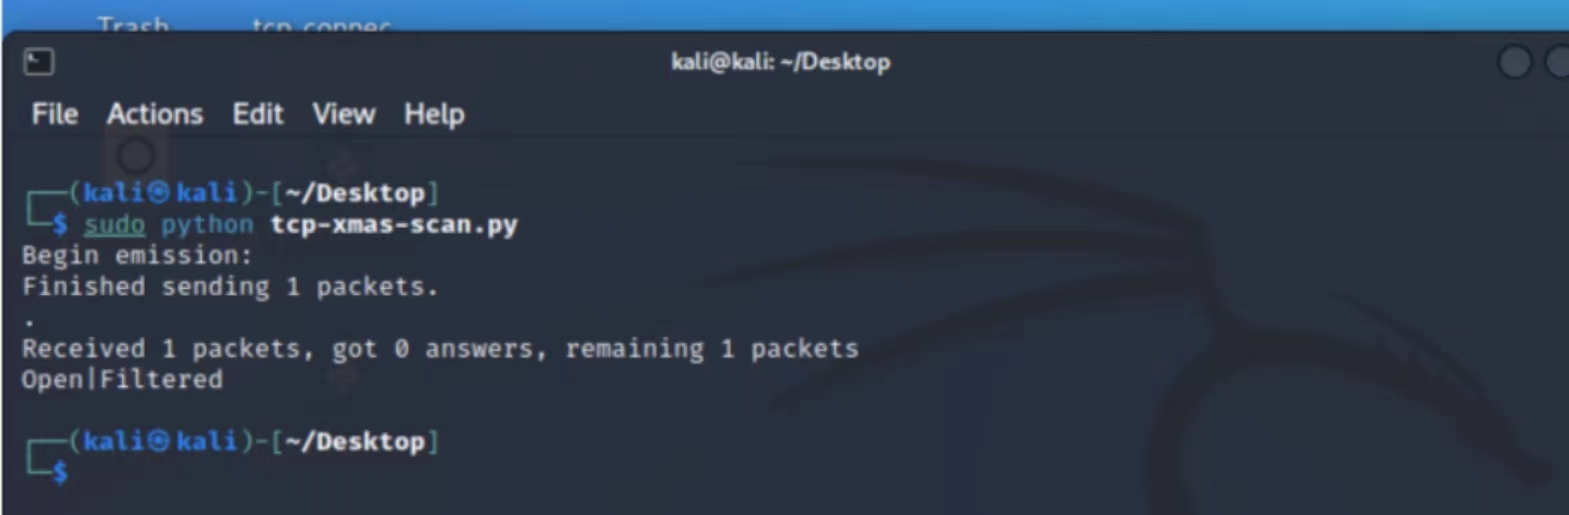 Trash tcp-connec
kali@kali: ~/Desktop
File Actions Edit View Help
┌──(kali㉿kali)-[~/Desktop]
└─$ sudo python tcp-xmas-scan.py
Begin emission:
Finished sending 1 packets.
.
Received 1 packets, got 0 answers, remaining 1 packets
Open|Filtered
┌──(kali㉿kali)-[~/Desktop]
└─$